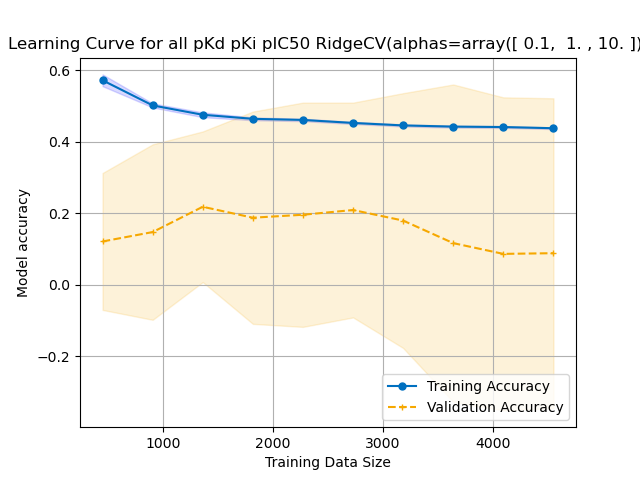 Learning Curve for all pKd pKi pIC50 RidgeCV(alphas=array([ 0.1,  1. , 10. ])
0.6
0.4
0.2
0.0
−0.2
Model accuracy
Training Accuracy
Validation Accuracy
1000 2000 3000 4000
Training Data Size